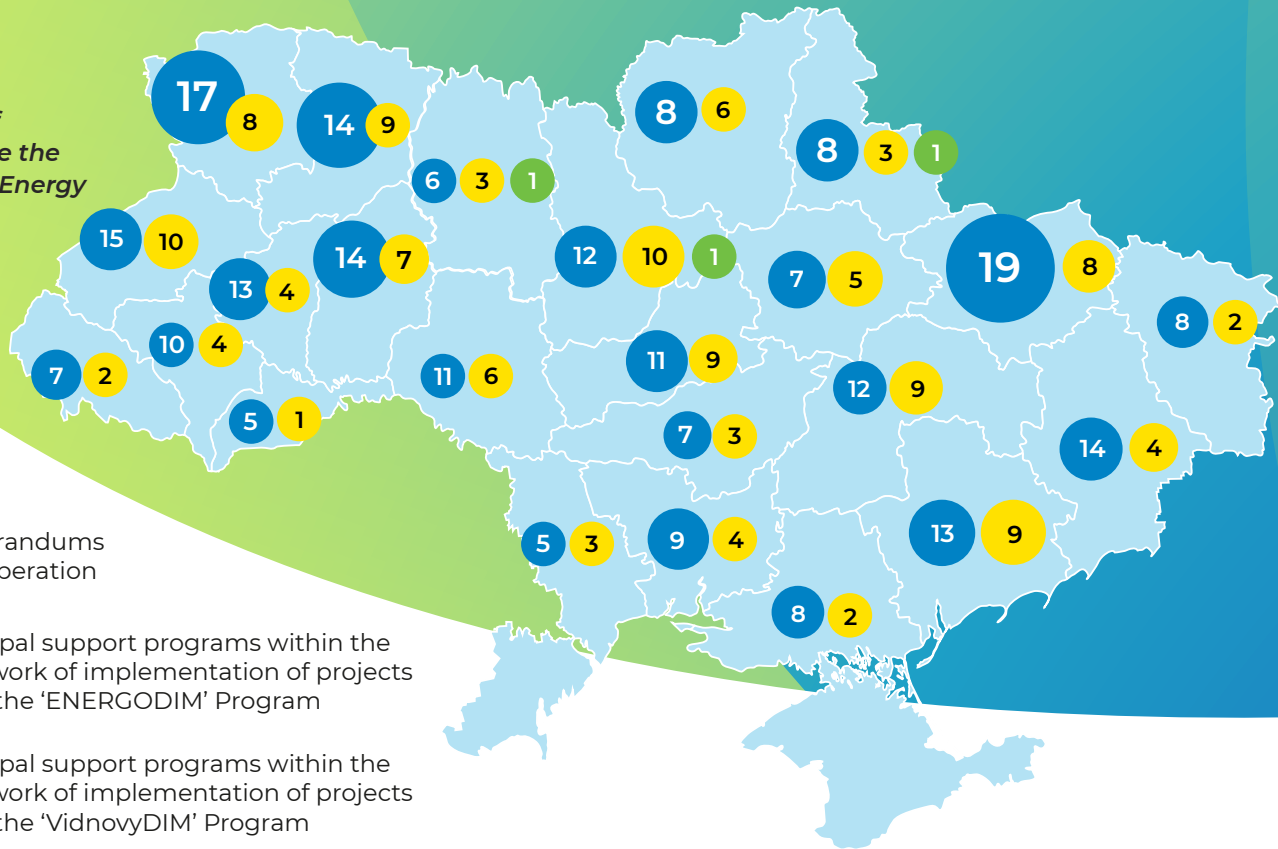 17 8
14 9
8 6
8 3 1
e the
Energy
6 3 1
15 10
14 7
12 10 1
7 5
19 8
13 4
8 2
10 4
11 9
7 2
11 6
12 9
5 1
7 3
14 4
5 3
9 4
13 9
8 2
randums
peration
pal support programs within the
work of implementation of projects
the ‘ENERGODIM’ Program
pal support programs within the
work of implementation of projects
the ‘VidnovyDIM’ Program